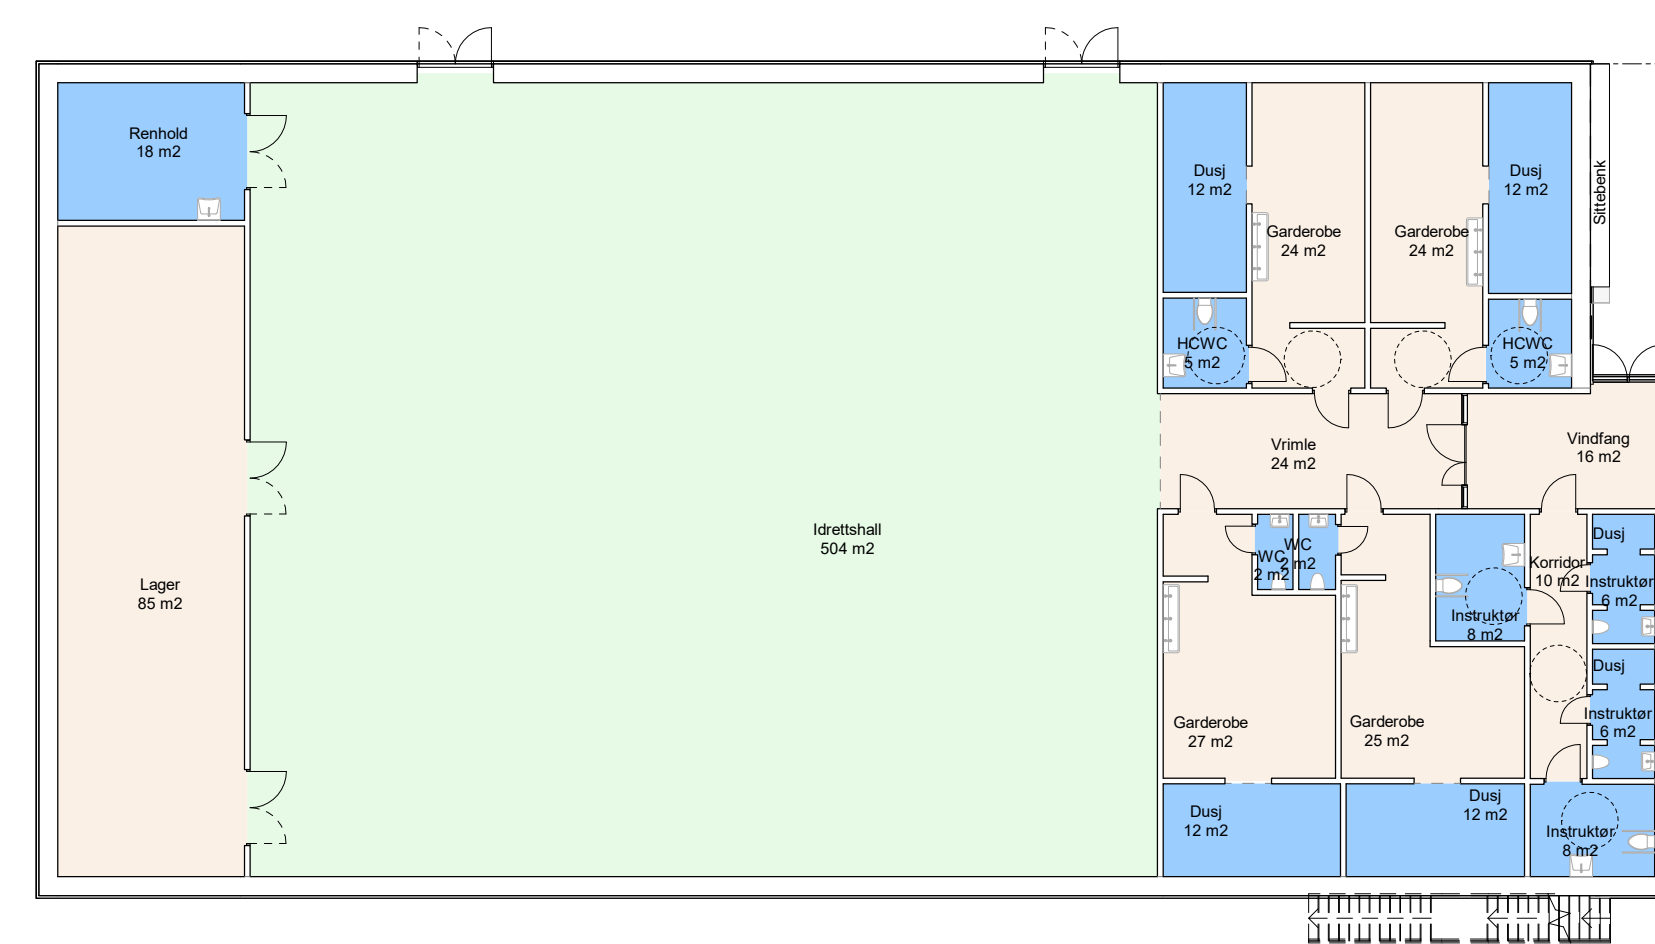 Renhold
18 m2
Dusj
12 m2
Dusj
12 m2
Sittebenk
Garderobe
24 m2
Garderobe
24 m2
HCWC
5 m2
HCWC
5 m2
Vrimle
24 m2
Vindfang
16 m2
Idrettshall
504 m2
Lager
85 m2
WC
2 m2
WC
2 m2
Dusj
Korridor
10 m2
Instruktør
6 m2
Instruktør
8 m2
Dusj
Instruktør
6 m2
Garderobe
27 m2
Garderobe
25 m2
Dusj
12 m2
Dusj
12 m2
Instruktør
8 m2